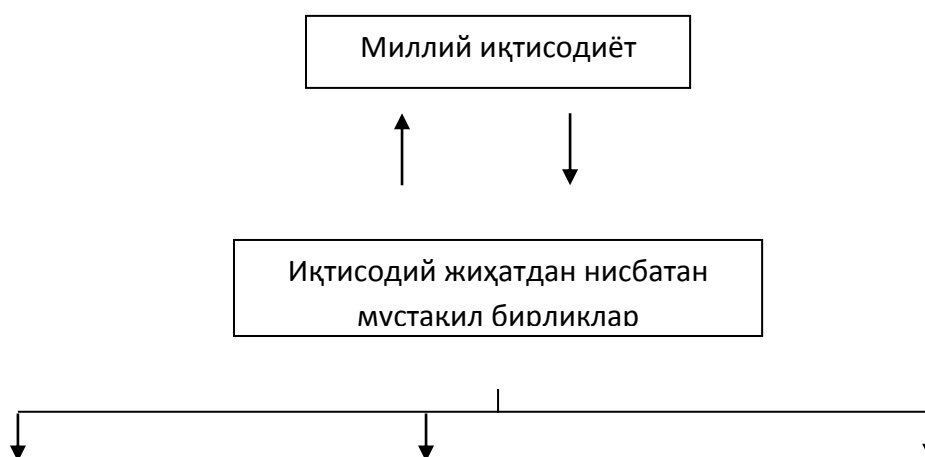 Миллий иқтисодиёт
Иқтисодий жиҳатдан нисбатан
мустақил бирликлар